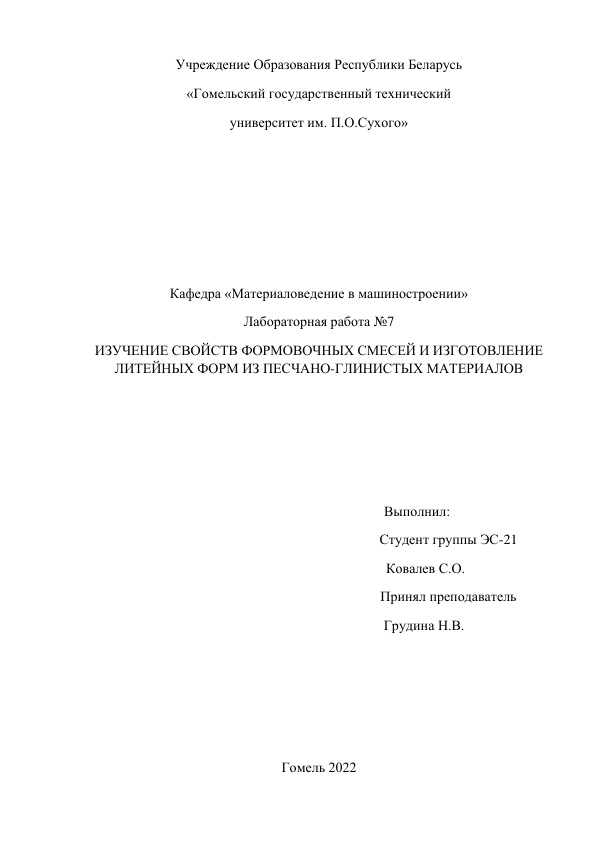 Учреждение Образования Республики Беларусь
«Гомельский государственный технический
университет им. П.О.Сухого»
Кафедра «Материаловедение в машиностроении»
Лабораторная работа №7
ИЗУЧЕНИЕ СВОЙСТВ ФОРМОВОЧНЫХ СМЕСЕЙ И ИЗГОТОВЛЕНИЕ
ЛИТЕЙНЫХ ФОРМ ИЗ ПЕСЧАНО-ГЛИНИСТЫХ МАТЕРИАЛОВ
Выполнил:
Студент группы ЭС-21
Ковалев С.О.
Принял преподаватель
Грудина Н.В.
Гомель 2022